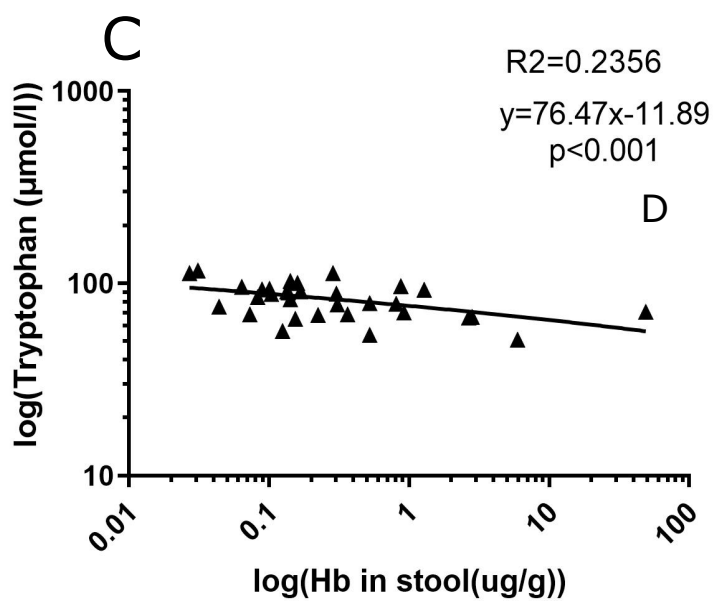 C
R2=0.2356
y=76.47x-11.89
p<0.001
D
log(Tryptophan (μmol/l))
1000
100
10
0.01
0.1
1
10
100
log(Hb in stool(ug/g))